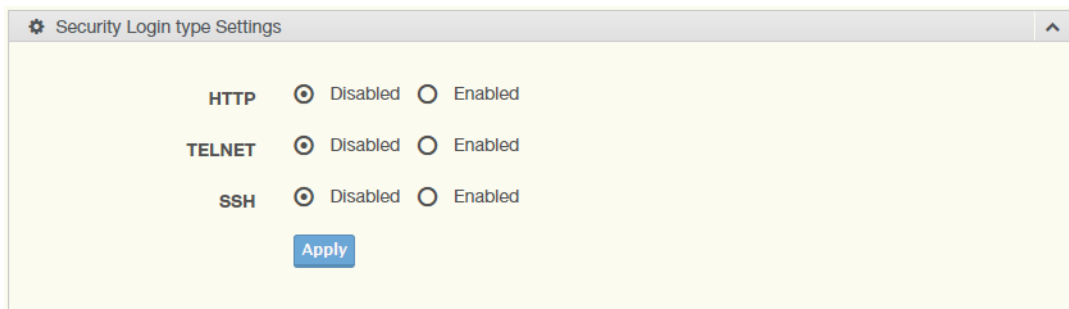 Security Login type Settings
HTTP Disabled Enabled
TELNET Disabled Enabled
SSH Disabled Enabled
Apply